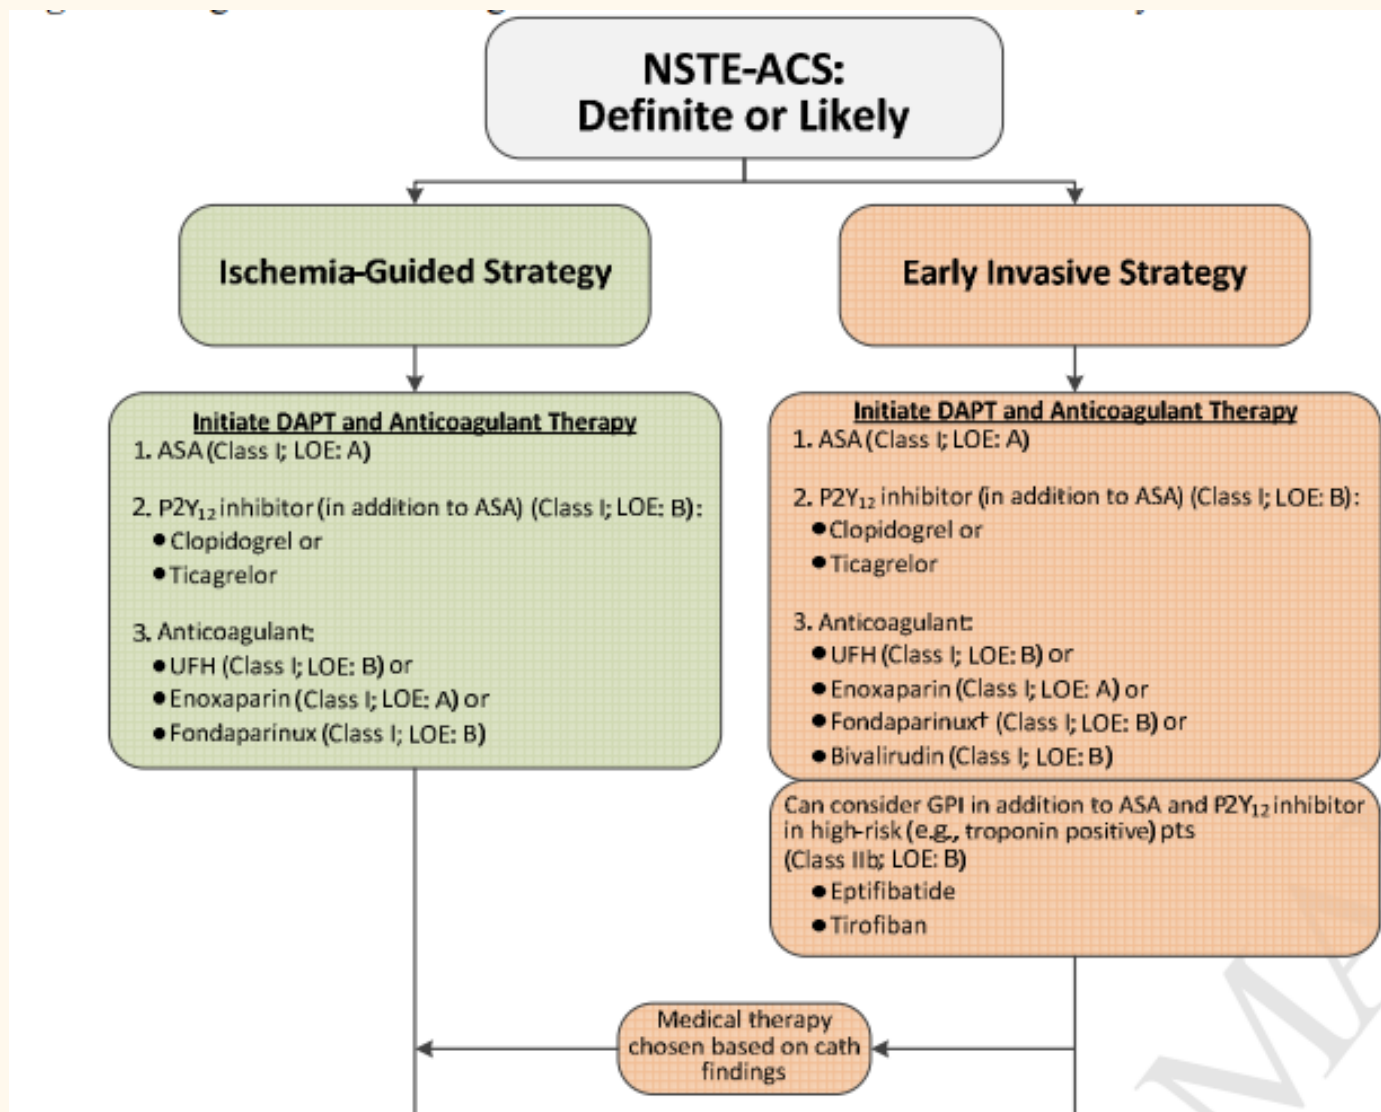 NSTE-ACS:
Definite or Likely
Ischemia-Guided Strategy
Early Invasive Strategy
Initiate DAPT and Anticoagulant Therapy
1. ASA (Class I; LOE: A)
2. P2Y₁₂ inhibitor (in addition to ASA) (Class I; LOE: B):
● Clopidogrel or
● Ticagrelor
3. Anticoagulant:
● UFH (Class I; LOE: B) or
● Enoxaparin (Class I; LOE: A) or
● Fondaparinux (Class I; LOE: B)
Initiate DAPT and Anticoagulant Therapy
1. ASA (Class I; LOE: A)
2. P2Y₁₂ inhibitor (in addition to ASA) (Class I; LOE: B):
● Clopidogrel or
● Ticagrelor
3. Anticoagulant:
● UFH (Class I; LOE: B) or
● Enoxaparin (Class I; LOE: A) or
● Fondaparinux† (Class I; LOE: B) or
● Bivalirudin (Class I; LOE: B)
Can consider GPI in addition to ASA and P2Y₁₂ inhibitor
in high-risk (e.g., troponin positive) pts
(Class IIb; LOE: B)
● Eptifibatide
● Tirofiban
Medical therapy
chosen based on cath
findings